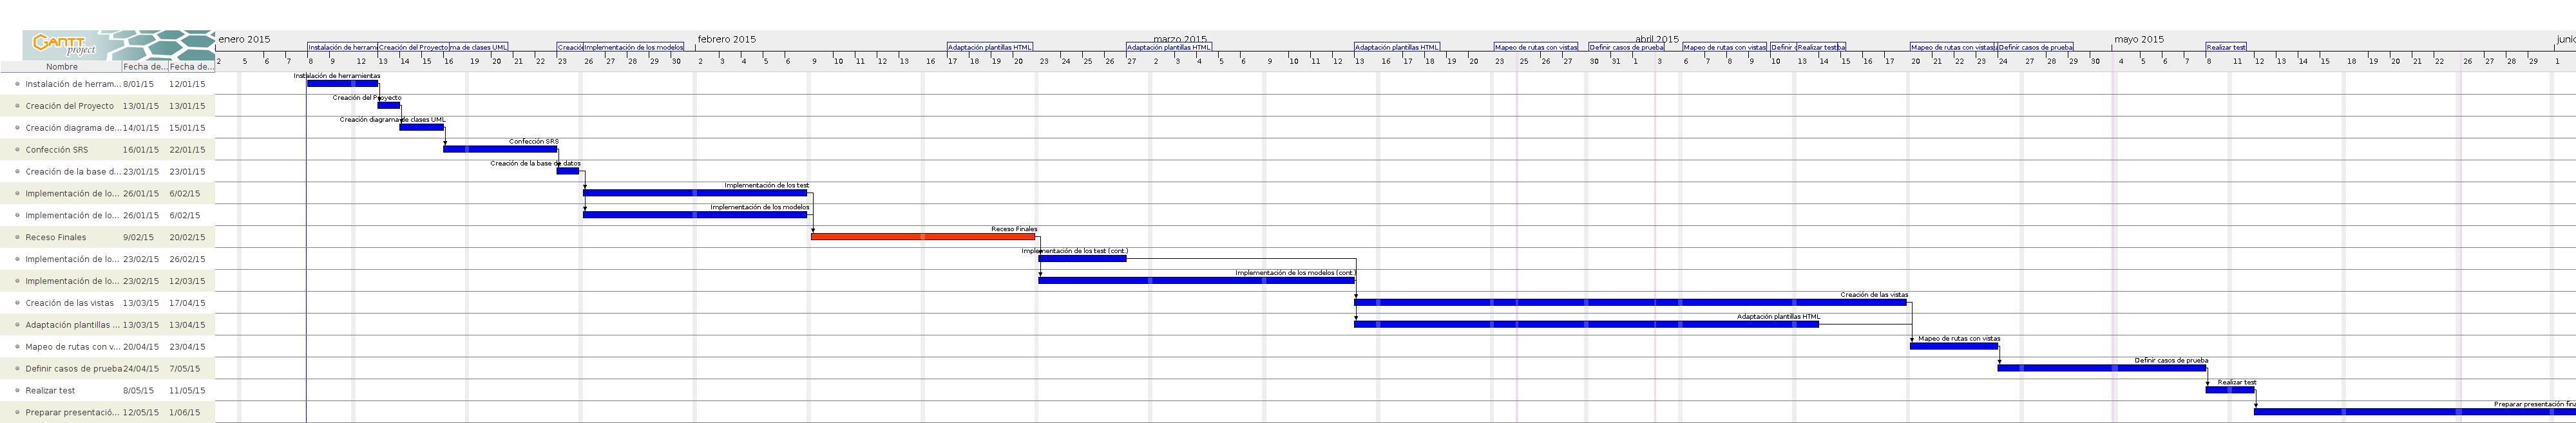 enero 2015 febrero 2015 marzo 2015 abril 2015 mayo 2015 junio
GANTT
project
Instalación de herram Creación del Proyecto ma de clases UML Creació Implementación de los modelos Adaptación plantillas HTML Adaptación plantillas HTML Adaptación plantillas HTML Mapeo de rutas con vistas Definir casos de prueba Mapeo de rutas con vistas Definir Realizar test Mapeo de rutas con vistas Definir casos de prueba Realizar test
Nombre Fecha de... Fecha de...
2 5 6 7 8 9 12 13 14 15 16 19 20 21 22 23 26 27 28 29 30 2 3 4 5 6 9 10 11 12 13 16 17 18 19 20 23 24 25 26 27 2 3 4 5 6 9 10 11 12 13 16 17 18 19 20 23 25 26 27 30 31 1 3 6 7 8 9 10 13 14 15 16 17 20 21 22 23 24 27 28 29 30 4 5 6 7 8 11 12 13 14 15 18 19 20 21 22 26 27 28 29 1
Instalación de herramientas
Instalación de herram... 8/01/15 12/01/15
Creación del Proyecto
Creación del Proyecto 13/01/15 13/01/15
Creación diagrama de clases UML
Creación diagrama de... 14/01/15 15/01/15
Confección SRS
Confección SRS 16/01/15 22/01/15
Creación de la base de datos
Creación de la base d... 23/01/15 23/01/15
Implementación de los test
Implementación de lo... 26/01/15 6/02/15
Implementación de los modelos
Implementación de lo... 26/01/15 6/02/15
Receso Finales
Receso Finales 9/02/15 20/02/15
Implementación de los test (cont.)
Implementación de lo... 23/02/15 26/02/15
Implementación de los modelos (cont.)
Implementación de lo... 23/02/15 12/03/15
Creación de las vistas
Creación de las vistas 13/03/15 17/04/15
Adaptación plantillas HTML
Adaptación plantillas ... 13/03/15 13/04/15
Mapeo de rutas con vistas
Mapeo de rutas con v... 20/04/15 23/04/15
Definir casos de prueba
Definir casos de prueba 24/04/15 7/05/15
Realizar test
Realizar test 8/05/15 11/05/15
Preparar presentación fina
Preparar presentació... 12/05/15 1/06/15